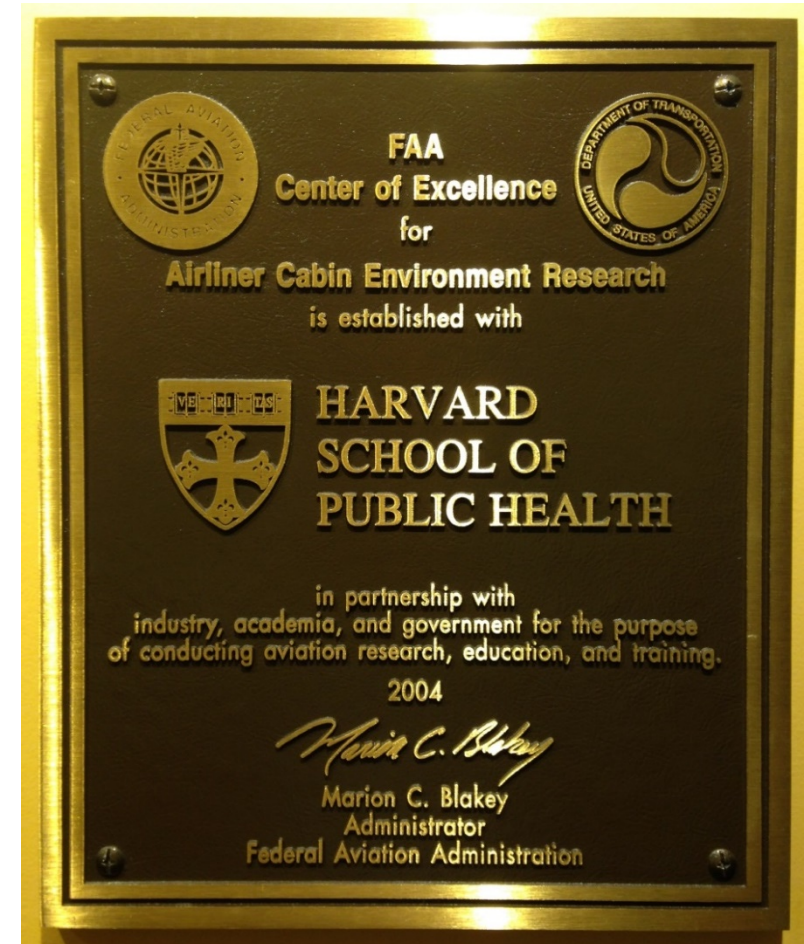 FEDERAL AVIATION ADMINISTRATION
DEPARTMENT OF TRANSPORTATION
UNITED STATES OF AMERICA
FAA
Center of Excellence
for
Airliner Cabin Environment Research
is established with
VE RI TAS
HARVARD
SCHOOL OF
PUBLIC HEALTH
in partnership with
industry, academia, and government for the purpose
of conducting aviation research, education, and training.
2004
Marion C. Blakey
Marion C. Blakey
Administrator
Federal Aviation Administration